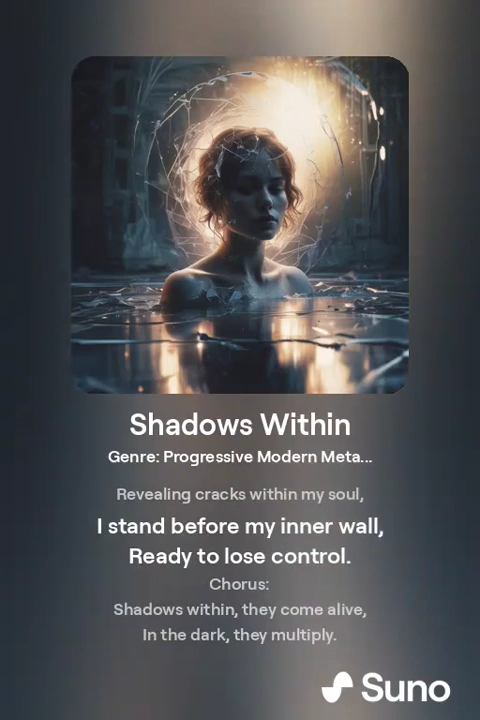 Shadows Within
Genre: Progressive Modern Meta...
Revealing cracks within my soul,
I stand before my inner wall,
Ready to lose control.
Chorus:
Shadows within, they come alive,
In the dark, they multiply.
Suno